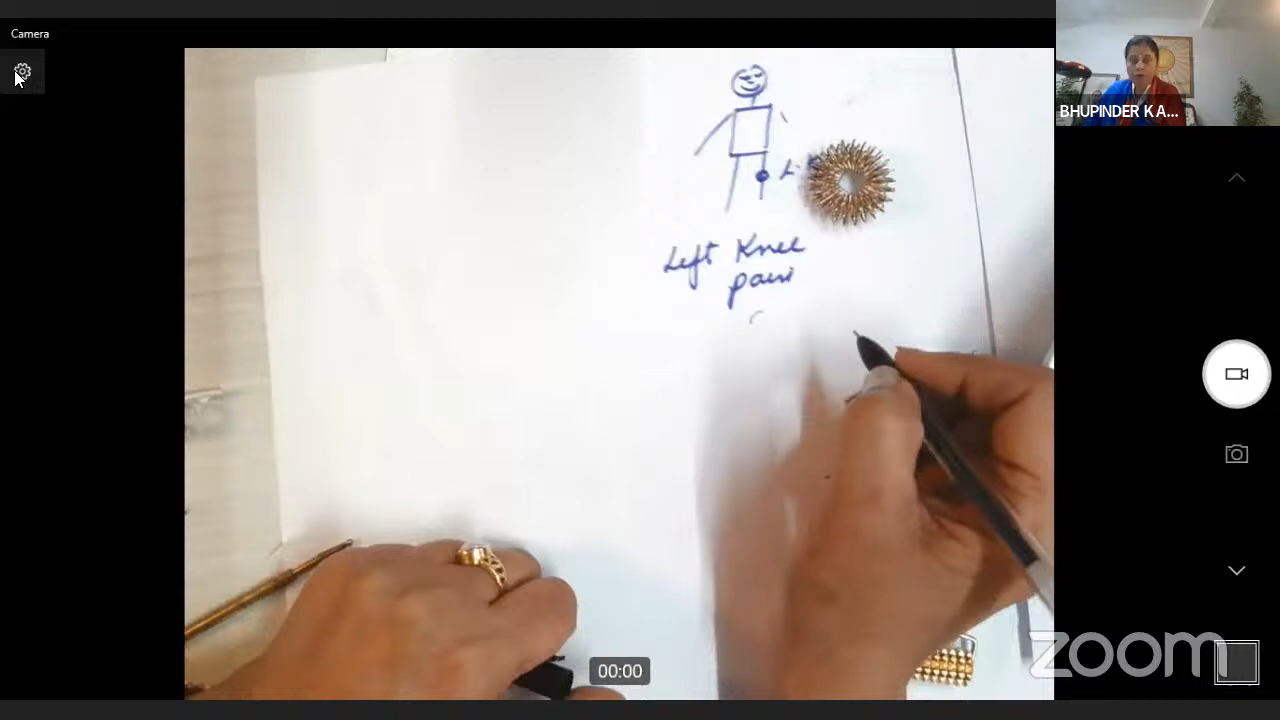 Camera
BHUPINDER K A...
Left Knee
pain
00:00
zoom